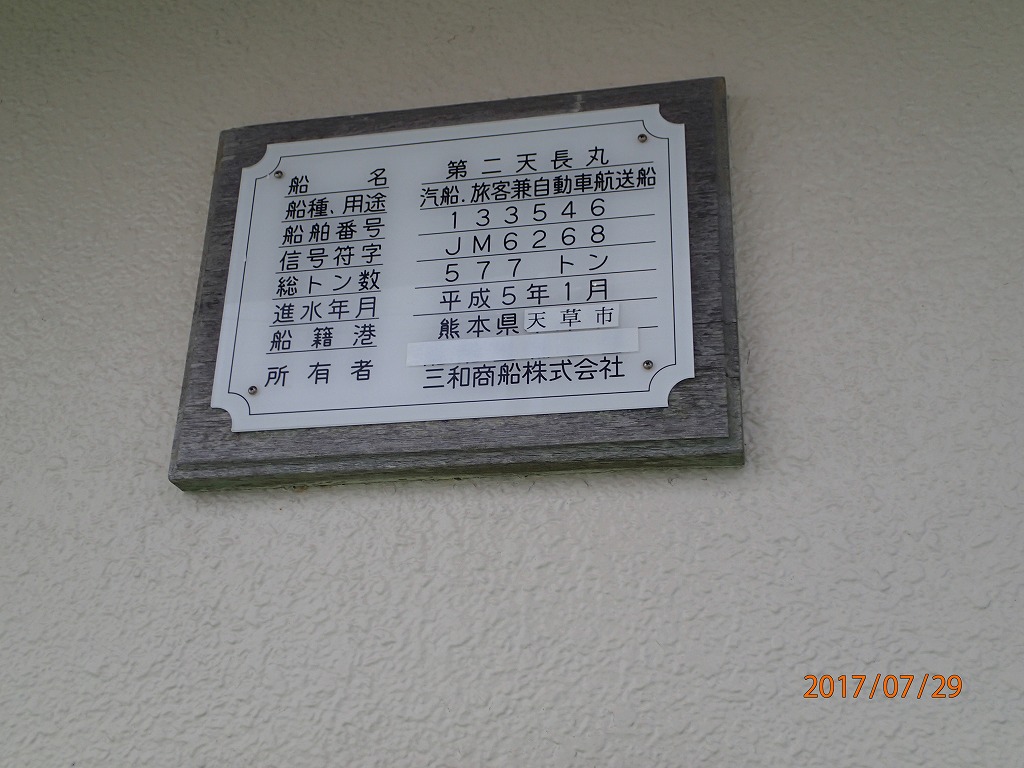 船名 第二天長丸
船種、用途 汽船.旅客兼自動車航送船
船舶番号 133546
信号符字 JM6268
総トン数 577 トン
進水年月 平成5年1月
船籍港 熊本県天草市
所有者 三和商船株式会社
2017/07/29